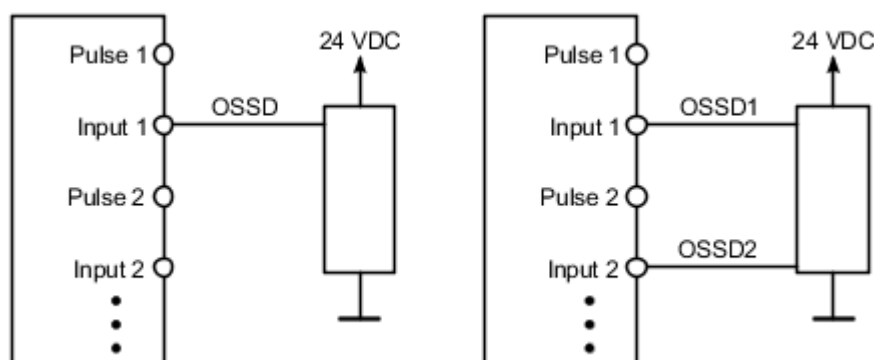 24 VDC
Pulse 1
OSSD
Input 1
Pulse 2
Input 2
24 VDC
Pulse 1
OSSD1
Input 1
Pulse 2
OSSD2
Input 2